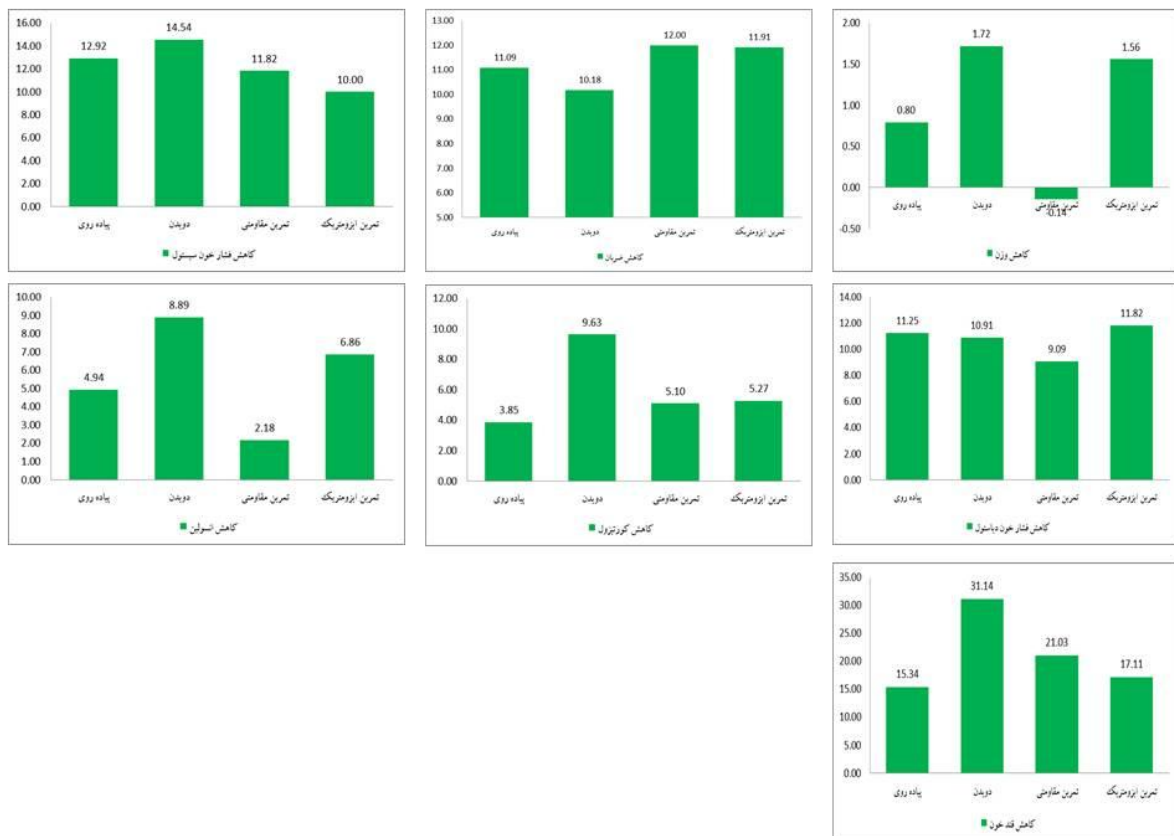 16.00
14.00
12.00
10.00
8.00
6.00
4.00
2.00
0.00
12.92
14.54
11.82
10.00
پیاده روی
دویدن
تمرین مقاومتی
تمرین ایزومتریک
کاهش فشار خون سیستول
13.00
12.00
11.00
10.00
9.00
8.00
7.00
6.00
5.00
11.09
10.18
12.00
11.91
پیاده روی
دویدن
تمرین مقاومتی
تمرین ایزومتریک
کاهش ضربان
2.00
1.50
1.00
0.50
0.00
-0.50
0.80
1.72
-0.14
1.56
پیاده روی
دویدن
تمرین مقاومتی
تمرین ایزومتریک
کاهش وزن
10.00
9.00
8.00
7.00
6.00
5.00
4.00
3.00
2.00
1.00
0.00
4.94
8.89
2.18
6.86
پیاده روی
دویدن
تمرین مقاومتی
تمرین ایزومتریک
کاهش انسولین
12.00
10.00
8.00
6.00
4.00
2.00
0.00
3.85
9.63
5.10
5.27
پیاده روی
دویدن
تمرین مقاومتی
تمرین ایزومتریک
کاهش کورتیزول
14.00
12.00
10.00
8.00
6.00
4.00
2.00
0.00
11.25
10.91
9.09
11.82
پیاده روی
دویدن
تمرین مقاومتی
تمرین ایزومتریک
کاهش فشار خون دیاستول
35.00
30.00
25.00
20.00
15.00
10.00
5.00
0.00
15.34
31.14
21.03
17.11
پیاده روی
دویدن
تمرین مقاومتی
تمرین ایزومتریک
کاهش قند خون